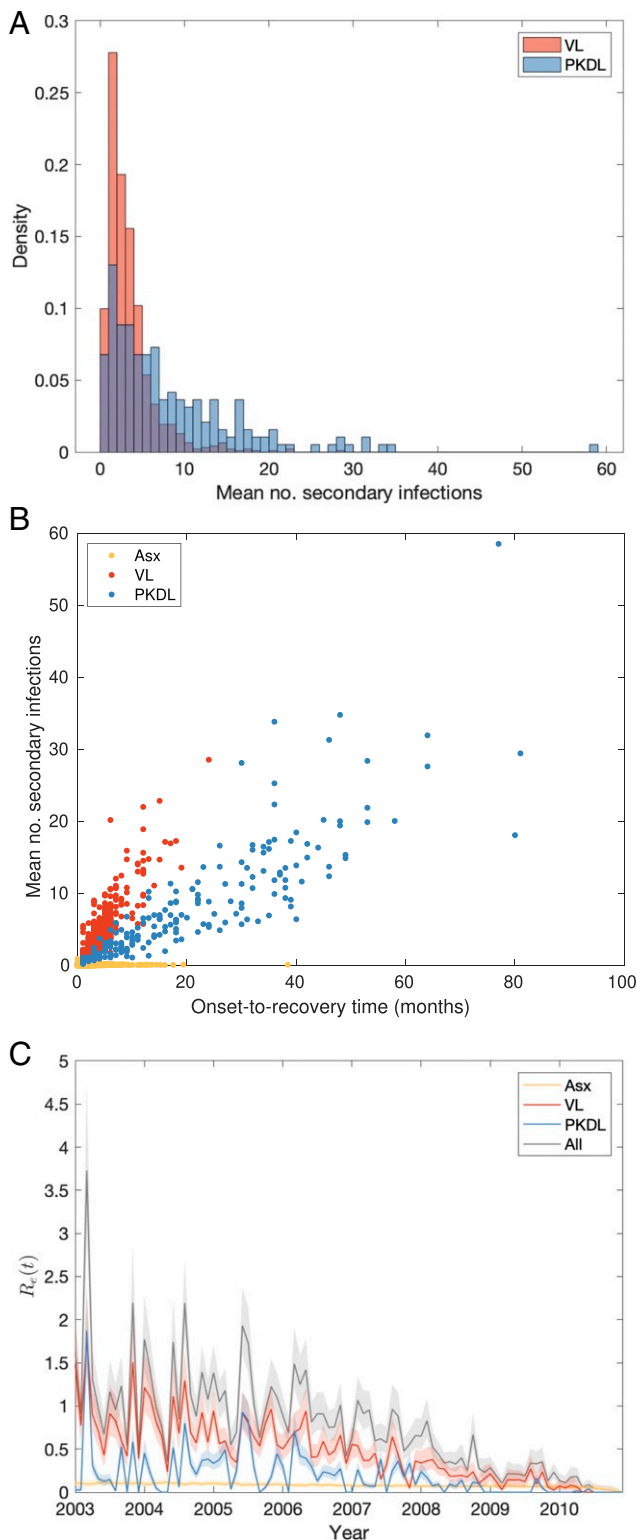 A
0.3
0.25
0.2
0.15
0.1
0.05
0
Density
VL
PKDL
0 10 20 30 40 50 60
Mean no. secondary infections
B
60
50
40
30
20
10
0
Mean no. secondary infections
Asx
VL
PKDL
0 20 40 60 80 100
Onset-to-recovery time (months)
C
5
4.5
4
3.5
3
2.5
2
1.5
1
0.5
0
Re(t)
Asx
VL
PKDL
All
2003 2004 2005 2006 2007 2008 2009 2010
Year